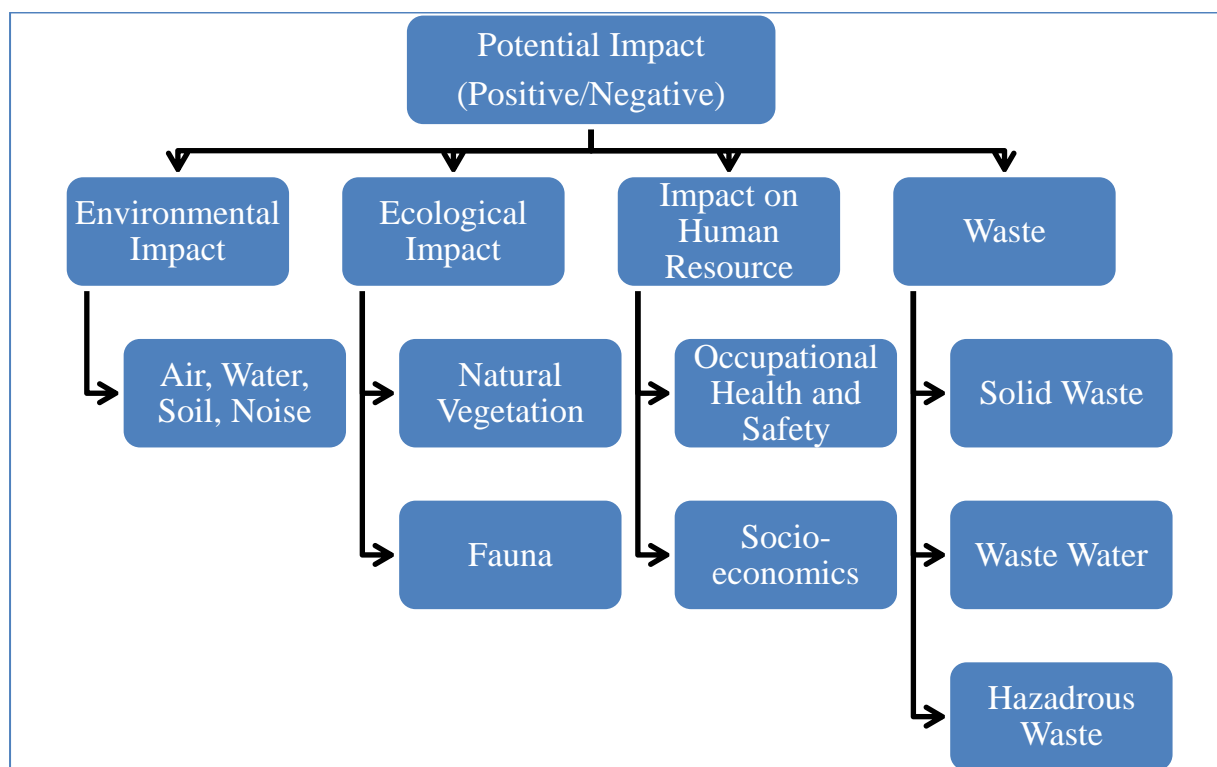 Potential Impact
(Positive/Negative)
Environmental
Impact
Ecological
Impact
Impact on
Human
Resource
Waste
Air, Water,
Soil, Noise
Natural
Vegetation
Occupational
Health and
Safety
Solid Waste
Fauna
Socio-
economics
Waste Water
Hazadrous
Waste